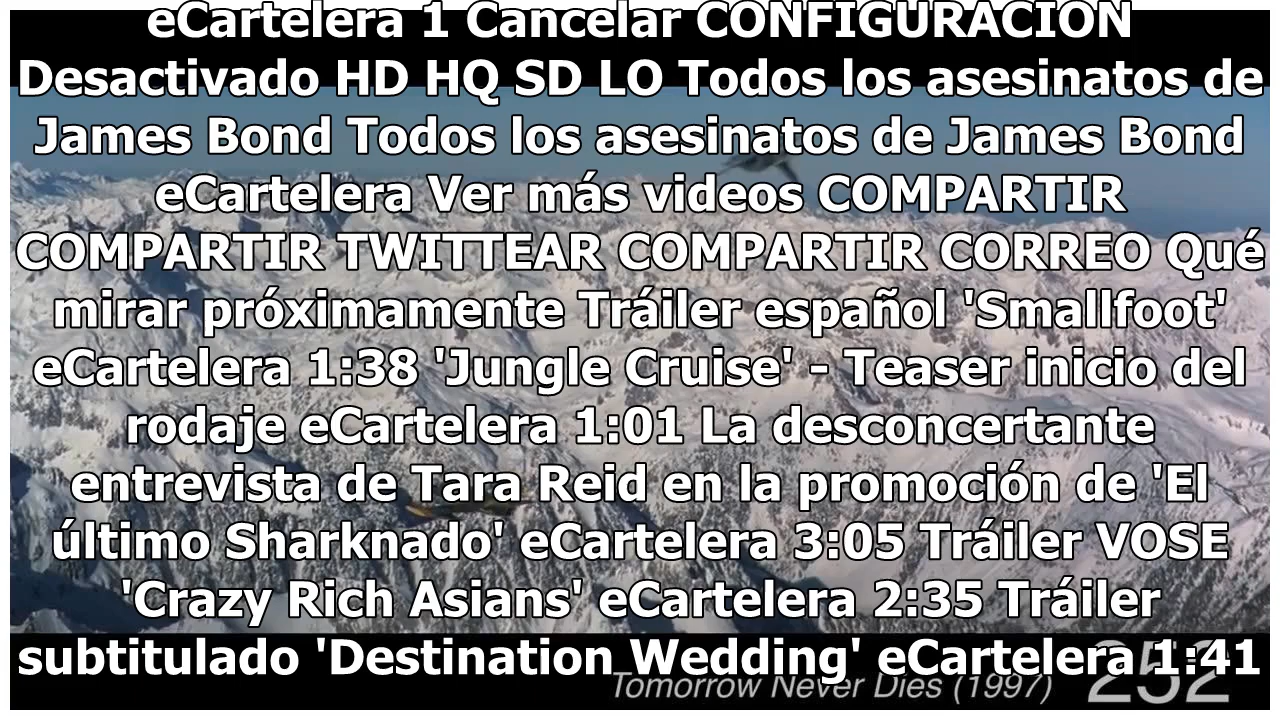 eCartelera 1 Cancelar CONFIGURACIÓN
Desactivado HD HQ SD LO Todos los asesinatos de
James Bond Todos los asesinatos de James Bond
eCartelera Ver más videos COMPARTIR
COMPARTIR TWITTEAR COMPARTIR CORREO Qué
mirar próximamente Tráiler español 'Smallfoot'
eCartelera 1:38 'Jungle Cruise' - Teaser inicio del
rodaje eCartelera 1:01 La desconcertante
entrevista de Tara Reid en la promoción de 'El
último Sharknado' eCartelera 3:05 Tráiler VOSE
'Crazy Rich Asians' eCartelera 2:35 Tráiler
subtitulado 'Destination Wedding' eCartelera 1:41
Tomorrow Never Dies (1997) 252